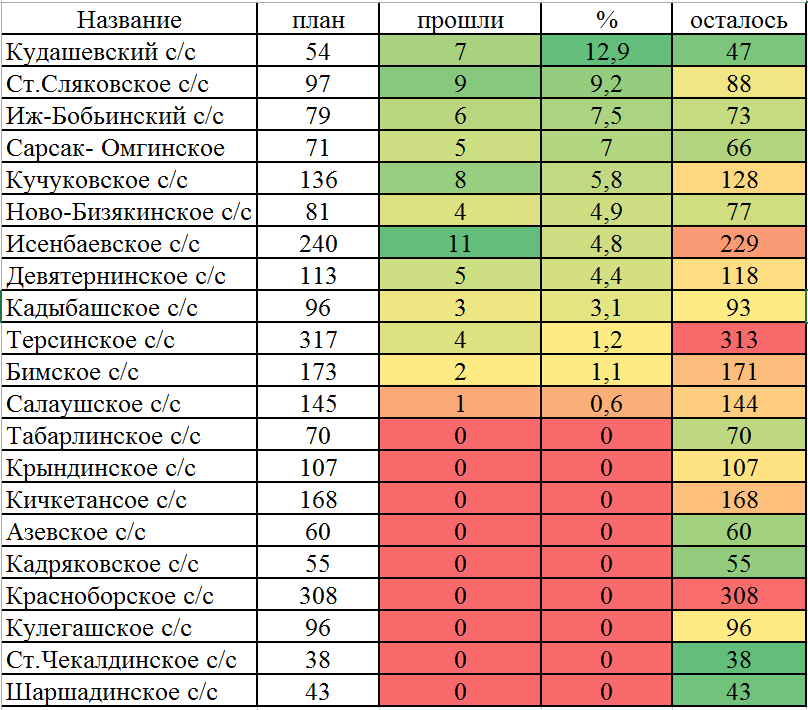 Название план прошли % осталось
Кудашевский с/с 54 7 12,9 47
Ст.Сляковское с/с 97 9 9,2 88
Иж-Бобьинский с/с 79 6 7,5 73
Сарсак- Омгинское 71 5 7 66
Кучуковское с/с 136 8 5,8 128
Ново-Бизякинское с/с 81 4 4,9 77
Исенбаевское с/с 240 11 4,8 229
Девятернинское с/с 113 5 4,4 118
Кадыбашское с/с 96 3 3,1 93
Терсинское с/с 317 4 1,2 313
Бимское с/с 173 2 1,1 171
Салаушское с/с 145 1 0,6 144
Табарлинское с/с 70 0 0 70
Крындинское с/с 107 0 0 107
Кичкетансое с/с 168 0 0 168
Азевское с/с 60 0 0 60
Кадряковское с/с 55 0 0 55
Красноборское с/с 308 0 0 308
Кулегашское с/с 96 0 0 96
Ст.Чекалдинское с/с 38 0 0 38
Шаршадинское с/с 43 0 0 43